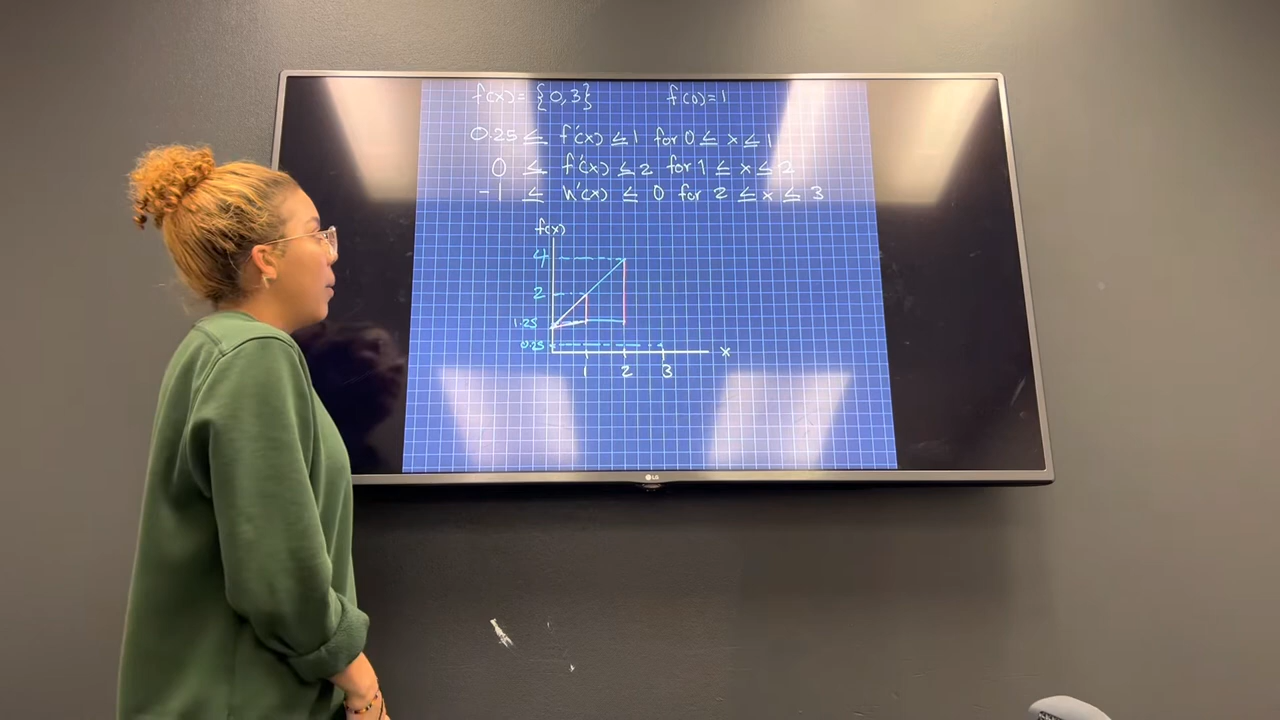 f(x) = {0,3} f(0)=1
0.25 ≤ f'(x) ≤ 1 for 0 ≤ x ≤ 1
0 ≤ f'(x) ≤ 2 for 1 ≤ x ≤ 2
-1 ≤ h'(x) ≤ 0 for 2 ≤ x ≤ 3
f(x)
4
2
1.25
0.25
x
1 2 3
LG